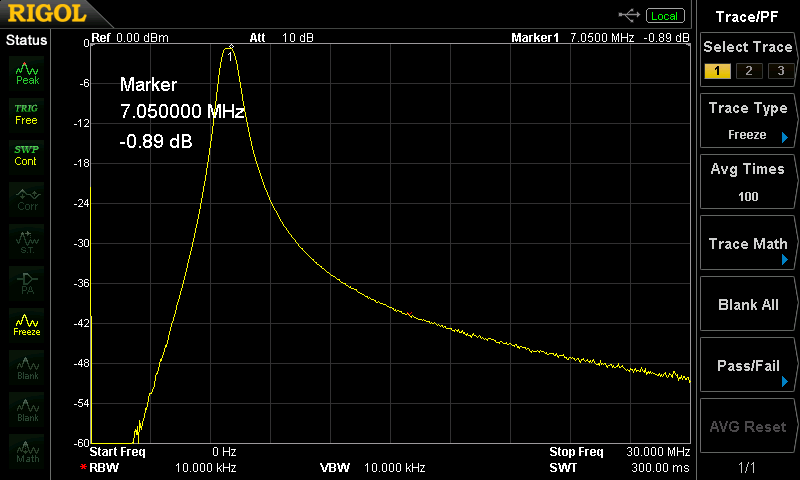 RIGOL
Local
Trace/PF
Status
Ref 0.00 dBm Att 10 dB Marker1 7.0500 MHz -0.89 dB
Select Trace
1 2 3
Peak
TRIG
Free
SWP
Cont
Corr
S.T.
PA
Freeze
Blank
Blank
Math
0
-6
-12
-18
-24
-30
-36
-42
-48
-54
-60
1
Marker
7.050000 MHz
-0.89 dB
Trace Type
Freeze
Avg Times
100
Trace Math
Blank All
Pass/Fail
AVG Reset
1/1
Start Freq 0 Hz Stop Freq 30.000 MHz
RBW 10.000 kHz VBW 10.000 kHz SWT 300.00 ms